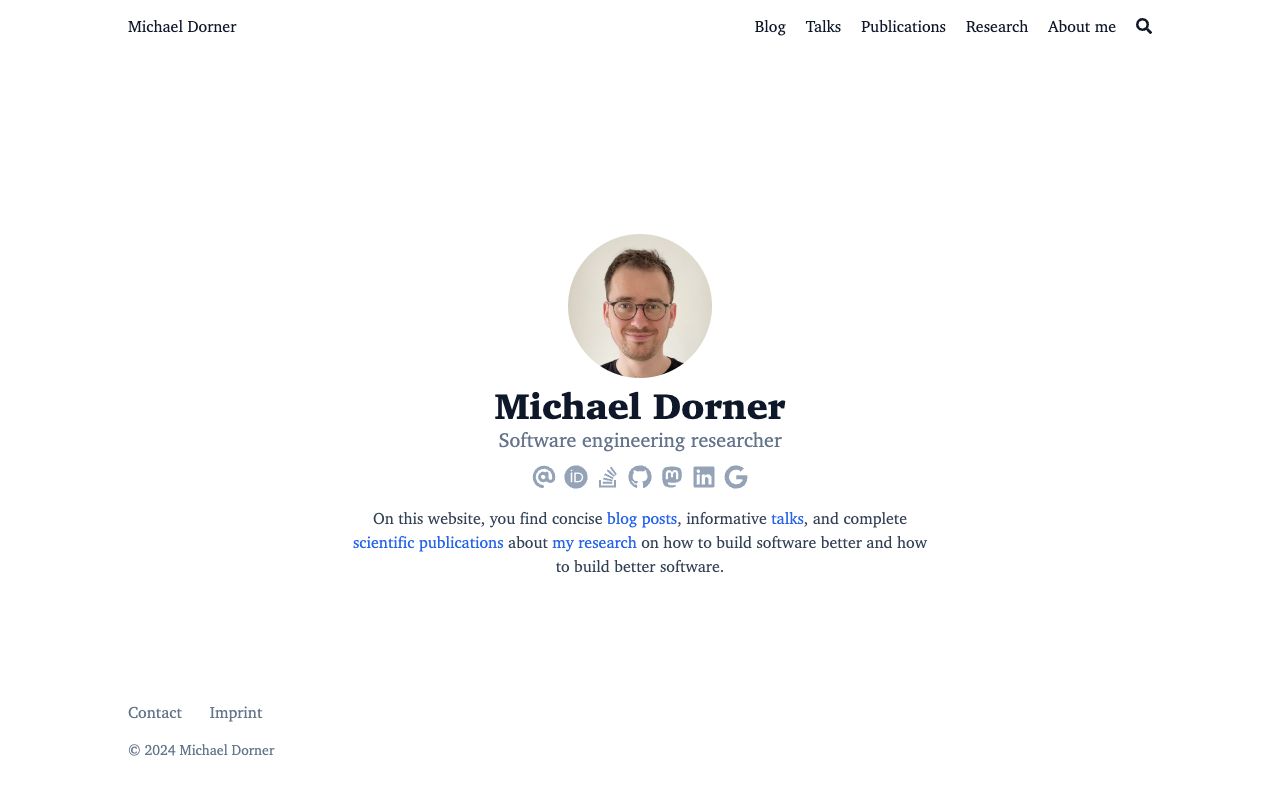 Michael Dorner
Blog Talks Publications Research About me
Michael Dorner
Software engineering researcher
On this website, you find concise blog posts, informative talks, and complete
scientific publications about my research on how to build software better and how
to build better software.
Contact Imprint
© 2024 Michael Dorner